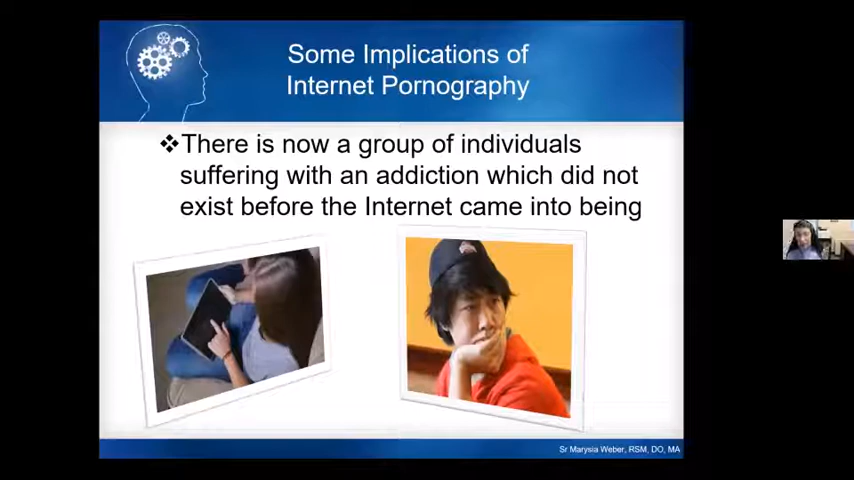 Some Implications of
Internet Pornography
❖There is now a group of individuals
suffering with an addiction which did not
exist before the Internet came into being
Sr Marysia Weber, RSM, DO, MA